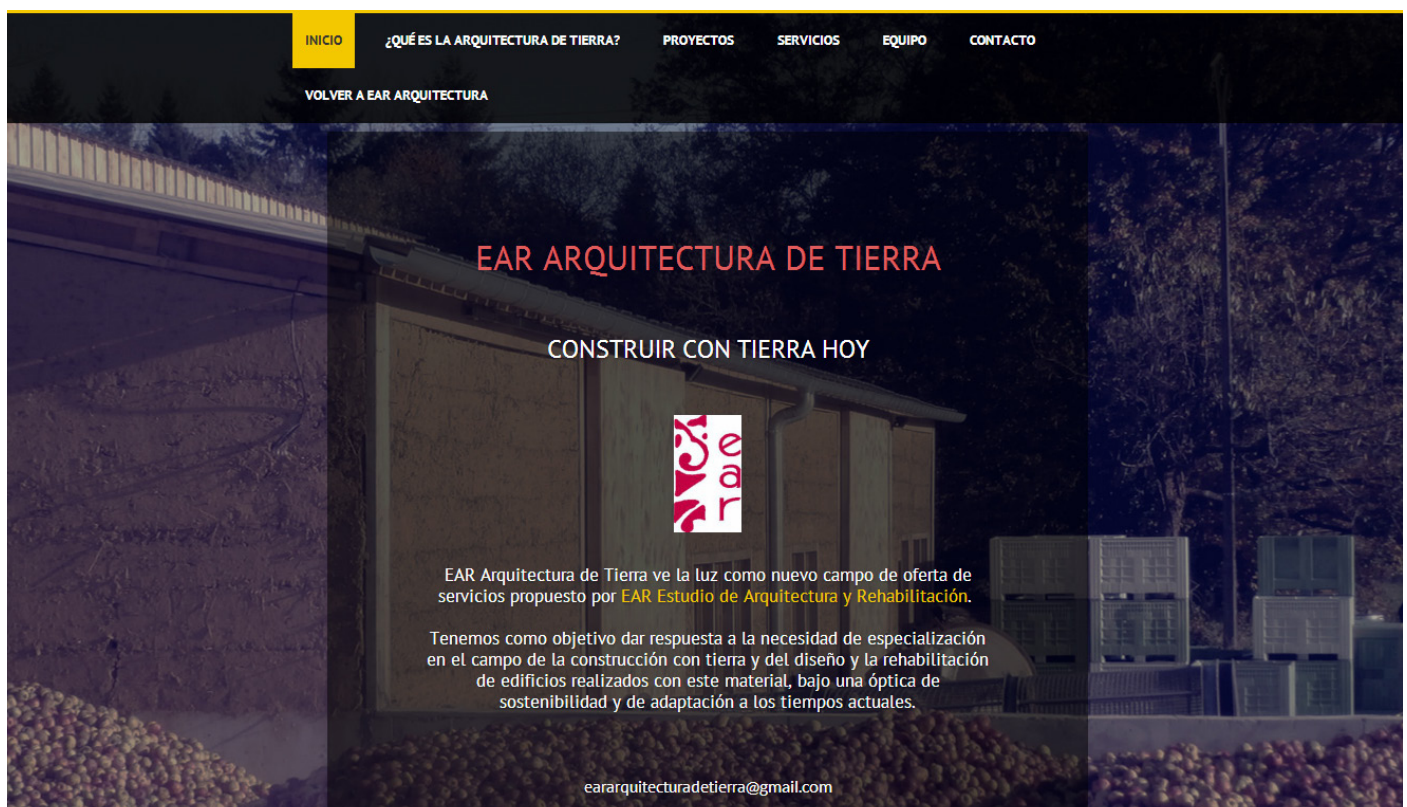 INICIO ¿QUÉ ES LA ARQUITECTURA DE TIERRA? PROYECTOS SERVICIOS EQUIPO CONTACTO
VOLVER A EAR ARQUITECTURA
EAR ARQUITECTURA DE TIERRA
CONSTRUIR CON TIERRA HOY
ear
EAR Arquitectura de Tierra ve la luz como nuevo campo de oferta de
servicios propuesto por EAR Estudio de Arquitectura y Rehabilitación.
Tenemos como objetivo dar respuesta a la necesidad de especialización
en el campo de la construcción con tierra y del diseño y la rehabilitación
de edificios realizados con este material, bajo una óptica de
sostenibilidad y de adaptación a los tiempos actuales.
eararquitecturadetierra@gmail.com